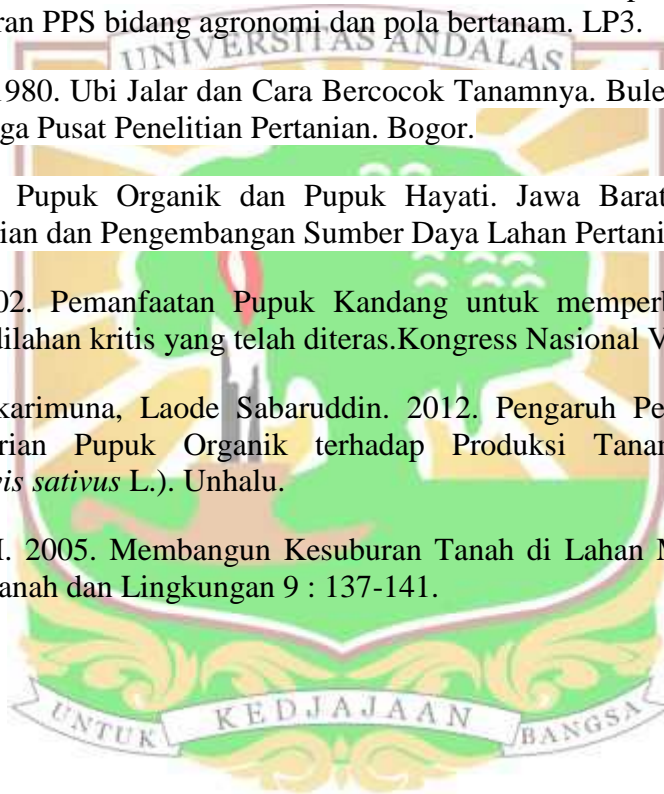 ran PPS bidang agronomi dan pola bertanam. LP3.
UNIVERSITAS ANDALAS
1980. Ubi Jalar dan Cara Bercocok Tanamnya. Bule
ga Pusat Penelitian Pertanian. Bogor.
Pupuk Organik dan Pupuk Hayati. Jawa Barat
ian dan Pengembangan Sumber Daya Lahan Pertani
02. Pemanfaatan Pupuk Kandang untuk memperb
dilahan kritis yang telah diteras.Kongress Nasional V
karimuna, Laode Sabaruddin. 2012. Pengaruh Pe
rian Pupuk Organik terhadap Produksi Tanan
is sativus L.). Unhalu.
I. 2005. Membangun Kesuburan Tanah di Lahan M
anah dan Lingkungan 9 : 137-141.
UNTUK KEDJAJAAN BANGSA